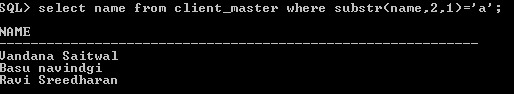 SQL> select name from client_master where substr(name,2,1)='a';
NAME
--------------------------------------------------
Vandana Saitwal
Basu navindgi
Ravi Sreedharan